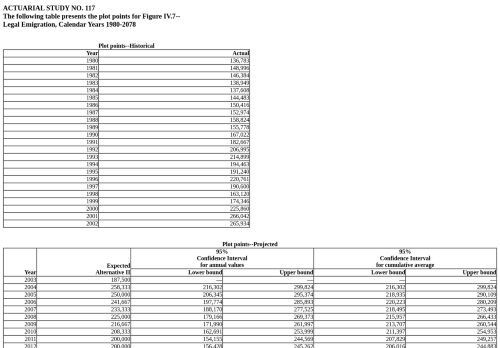 ACTUARIAL STUDY NO. 117
The following table presents the plot points for Figure IV.7--
Legal Emigration, Calendar Years 1980-2078
Plot points--Historical
Year Actual
1980 136,783
1981 148,996
1982 146,384
1983 138,949
1984 137,608
1985 144,483
1986 150,416
1987 152,974
1988 158,824
1989 155,778
1990 167,022
1991 182,667
1992 206,995
1993 214,899
1994 194,463
1995 191,240
1996 220,761
1997 190,600
1998 163,120
1999 174,346
2000 225,860
2001 266,042
2002 265,934
Plot points--Projected
95% 95%
Confidence Interval Confidence Interval
Expected for annual values for cumulative average
Year Alternative II Lower bound Upper bound Lower bound Upper bound
2003 187,500 — — — —
2004 258,333 216,302 299,824 216,302 299,824
2005 250,000 206,345 295,374 218,935 290,109
2006 241,667 197,774 285,893 220,223 280,209
2007 233,333 188,170 277,525 218,495 273,493
2008 225,000 179,166 269,373 215,957 266,433
2009 216,667 171,990 261,997 213,707 260,544
2010 208,333 162,691 253,999 211,397 254,953
2011 200,000 154,155 244,569 207,829 249,257
2012 200,000 156,428 245,262 206,016 244,883